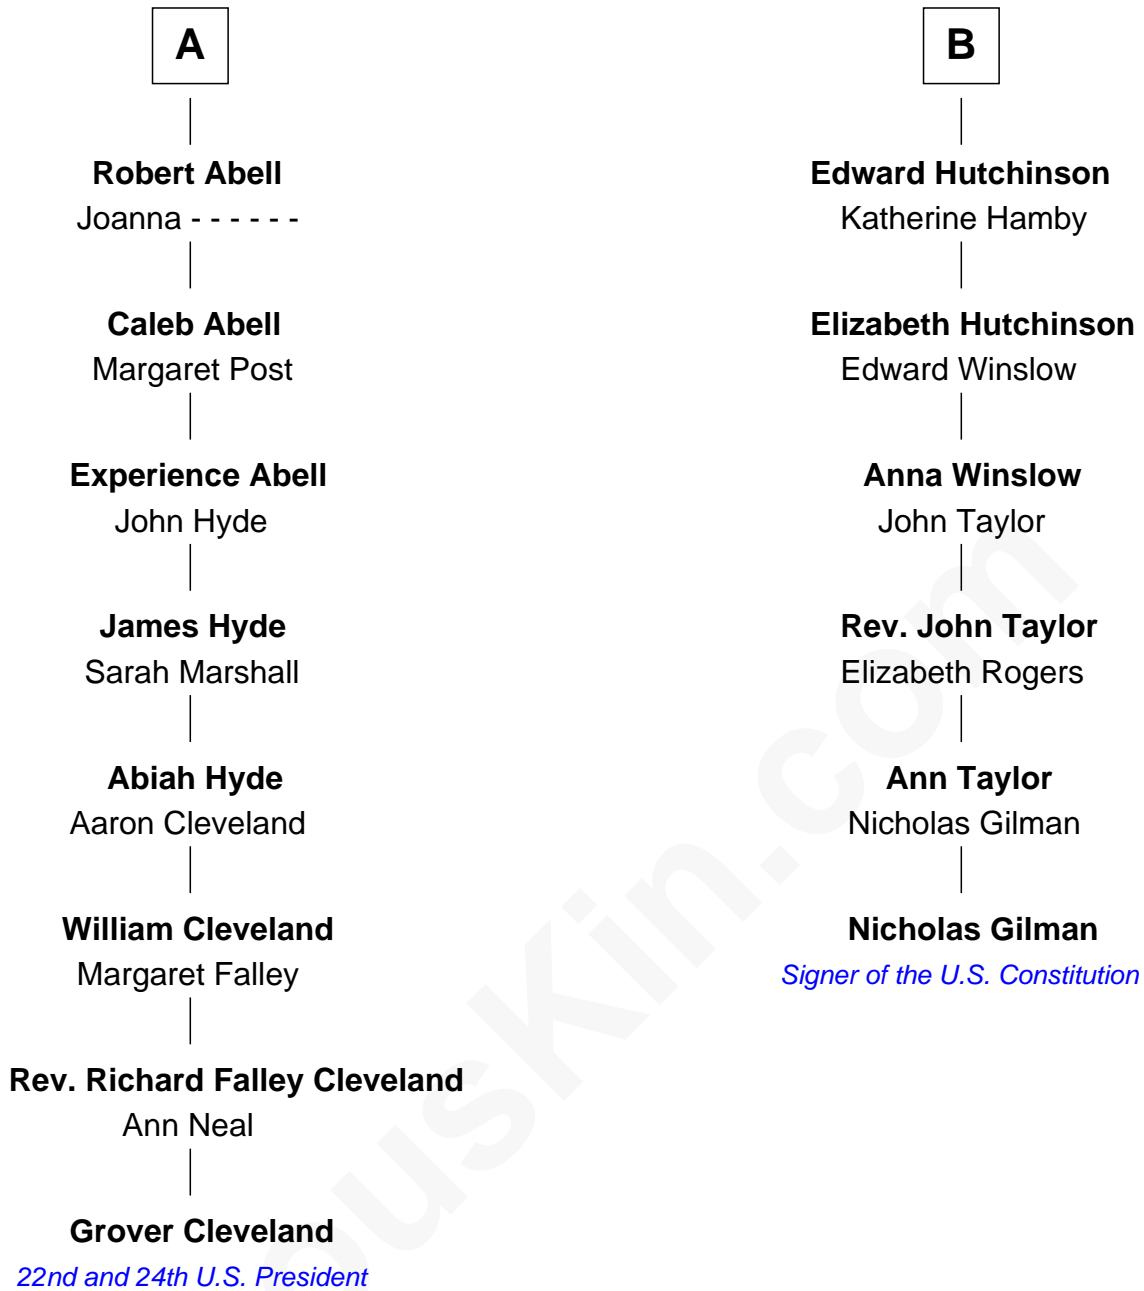 A
Robert Abell
Joanna - - - - - -
Caleb Abell
Margaret Post
Experience Abell
John Hyde
James Hyde
Sarah Marshall
Abiah Hyde
Aaron Cleveland
William Cleveland
Margaret Falley
Rev. Richard Falley Cleveland
Ann Neal
Grover Cleveland
22nd and 24th U.S. President
B
Edward Hutchinson
Katherine Hamby
Elizabeth Hutchinson
Edward Winslow
Anna Winslow
John Taylor
Rev. John Taylor
Elizabeth Rogers
Ann Taylor
Nicholas Gilman
Nicholas Gilman
Signer of the U.S. Constitution
ousKin.com